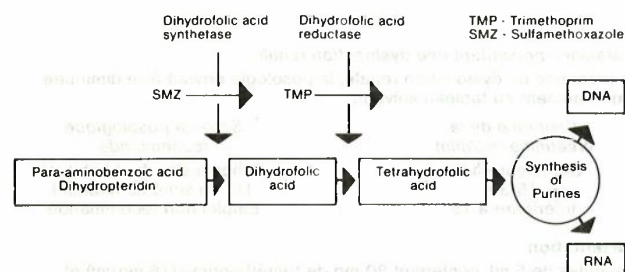 Dihydrofolic acid
synthetase
Dihydrofolic acid
reductase
TMP - Trimethoprim
SMZ - Sulfamethoxazole
SMZ
TMP
DNA
Para-aminobenzoic acid
Dihydropteridin
Dihydrofolic
acid
Tetrahydrofolic
acid
Synthesis
of
Purines
RNA